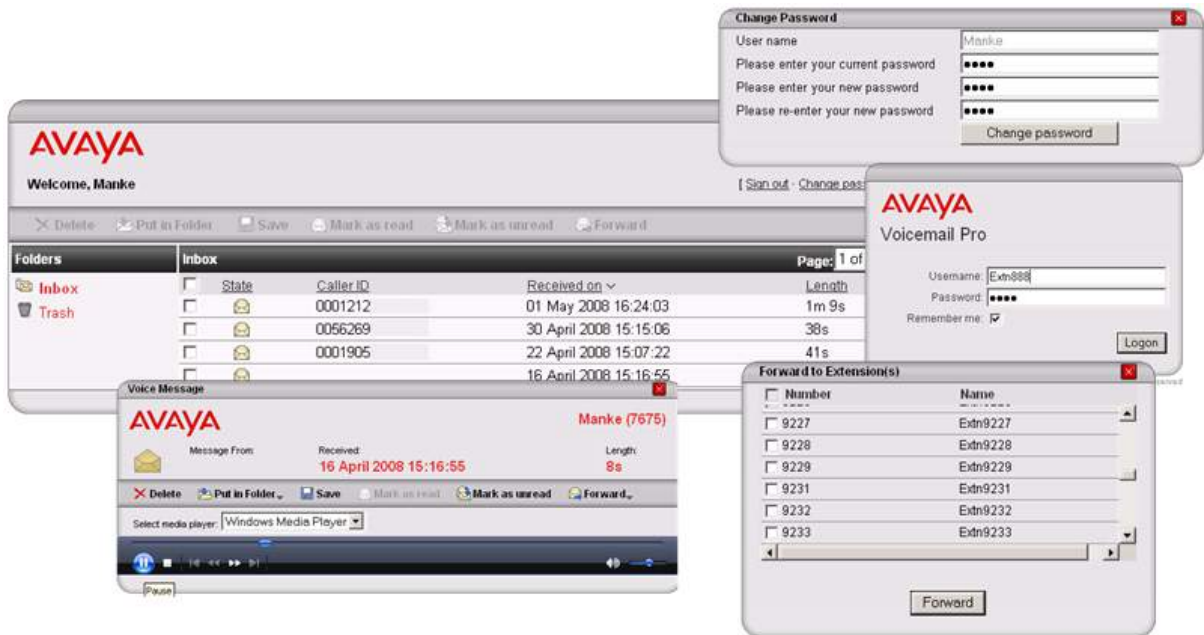 Change Password
User name Manke
Please enter your current password ••••
Please enter your new password ••••
Please re-enter your new password ••••
Change password
AVAYA
Welcome, Manke
[ Sign out · Change pas
Delete Put in Folder Save Mark as read Mark as unread Forward
Folders
Inbox
Trash
Inbox Page: 1 of
State Caller ID Received on Length
0001212 01 May 2008 16:24:03 1m 9s
0056269 30 April 2008 15:15:06 38s
0001905 22 April 2008 15:07:22 41s
16 April 2008 15:16:55
AVAYA
Voicemail Pro
Username: Extn888
Password: ••••
Remember me:
Logon
Voice Message
AVAYA
Manke (7675)
Message From: Received: Length:
16 April 2008 15:16:55 8s
Delete Put in Folder Save Mark as read Mark as unread Forward
Select media player: Windows Media Player
Pause
Forward to Extension(s)
Number Name
9227 Extn9227
9228 Extn9228
9229 Extn9229
9231 Extn9231
9232 Extn9232
9233 Extn9233
Forward